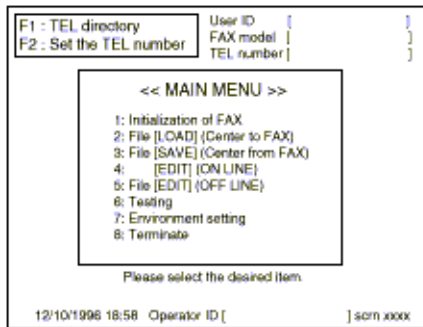 F1 : TEL directory
F2 : Set the TEL number
User ID [ ]
FAX model [ ]
TEL number [ ]
<< MAIN MENU >>
1: Initialization of FAX
2: File [LOAD] (Center to FAX)
3: File [SAVE] (Center from FAX)
4: [EDIT] (ON LINE)
5: File [EDIT] (OFF LINE)
6: Testing
7: Environment setting
8: Terminate
Please select the desired item.
12/10/1996 18:58 Operator ID [ ] scrn xxxx